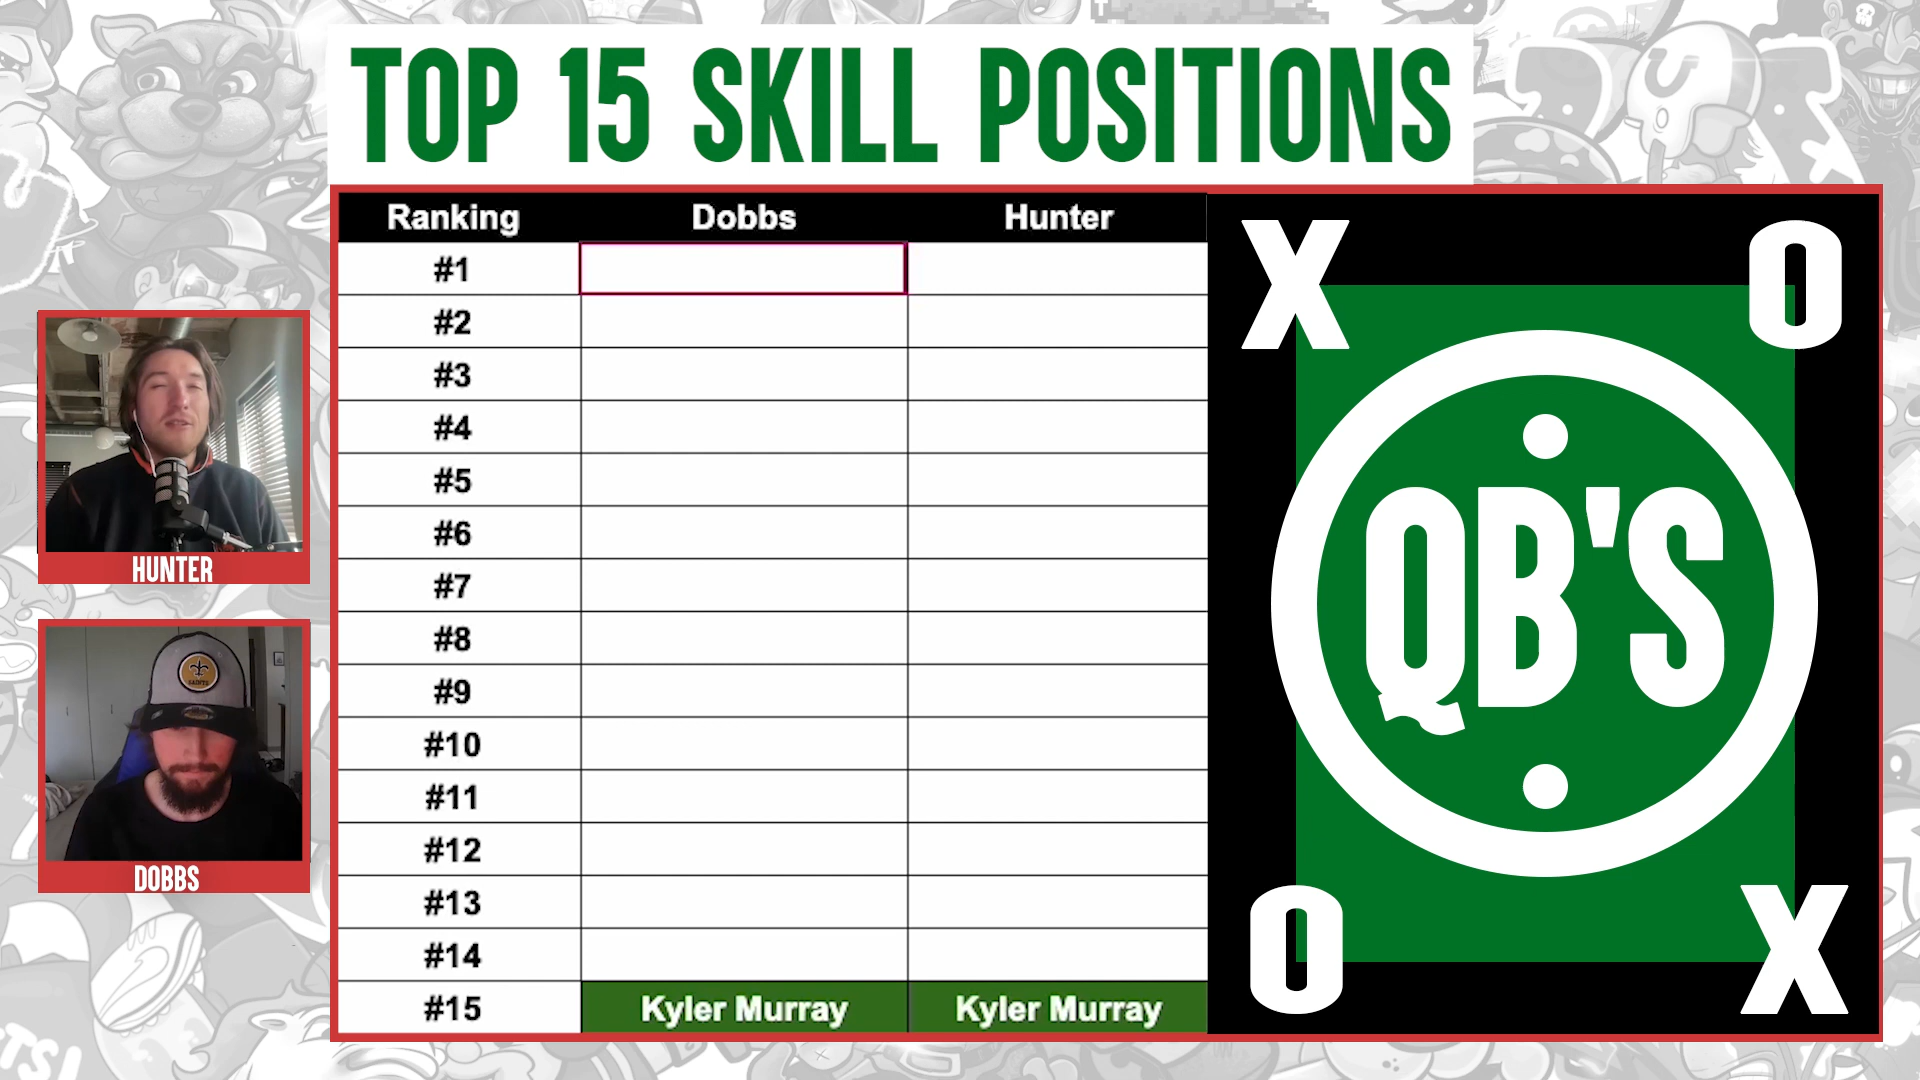 TOP 15 SKILL POSITIONS
Ranking Dobbs Hunter
#1
#2
#3
#4
#5
#6
#7
#8
#9
#10
#11
#12
#13
#14
#15 Kyler Murray Kyler Murray
X O
QB'S
O X
HUNTER
SAINTS
DOBBS